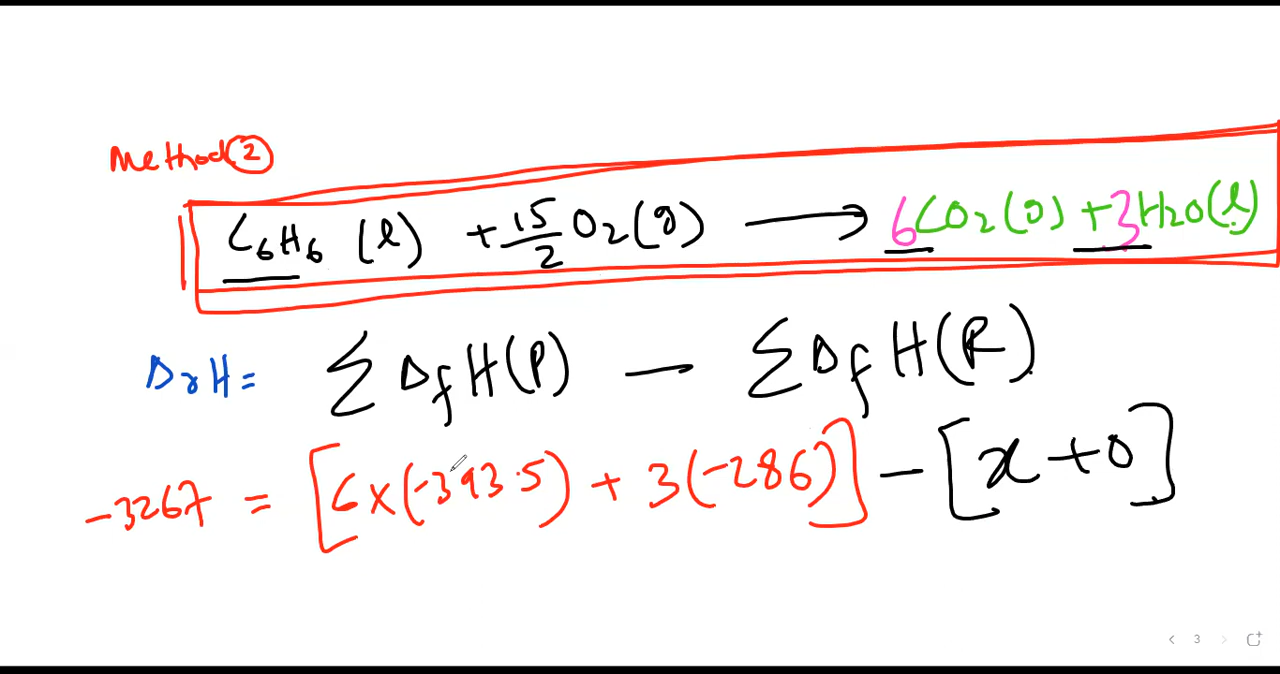 Method ②
C₆H₆ (l) + 15/2 O₂(g) ⟶ 6CO₂(g) + 3H₂O(l)
ΔrH = ΣΔfH(P) — ΣΔfH(R)
-3267 = [6×(-393.5) + 3(-286)] - [x + 0]
< 3 >